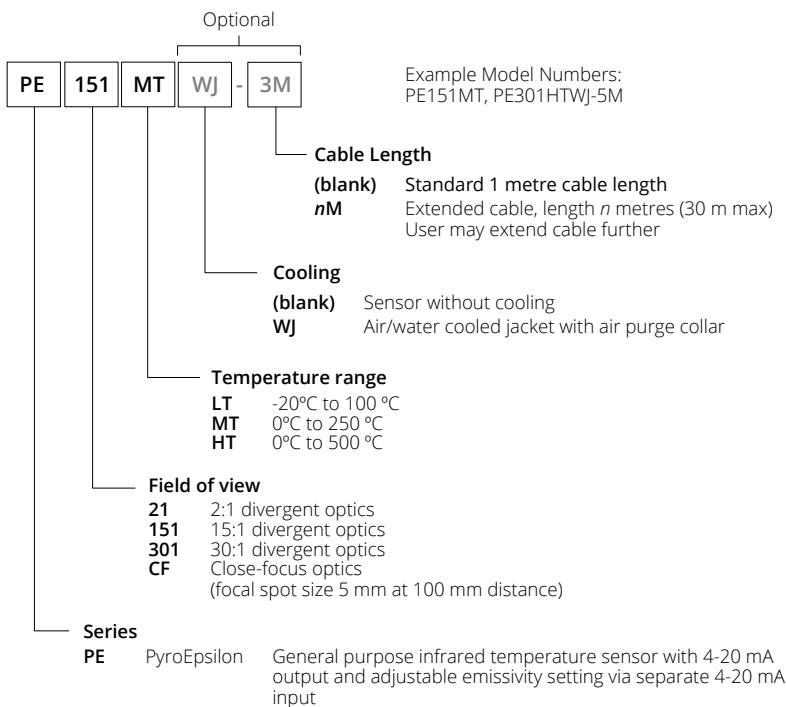 Optional
PE 151 MT WJ - 3M
Example Model Numbers:
PE151MT, PE301HTWJ-5M
Cable Length
(blank) Standard 1 metre cable length
nM Extended cable, length n metres (30 m max)
User may extend cable further
Cooling
(blank) Sensor without cooling
WJ Air/water cooled jacket with air purge collar
Temperature range
LT -20ºC to 100 ºC
MT 0ºC to 250 ºC
HT 0ºC to 500 ºC
Field of view
21 2:1 divergent optics
151 15:1 divergent optics
301 30:1 divergent optics
CF Close-focus optics
(focal spot size 5 mm at 100 mm distance)
Series
PE PyroEpsilon General purpose infrared temperature sensor with 4-20 mA
output and adjustable emissivity setting via separate 4-20 mA
input